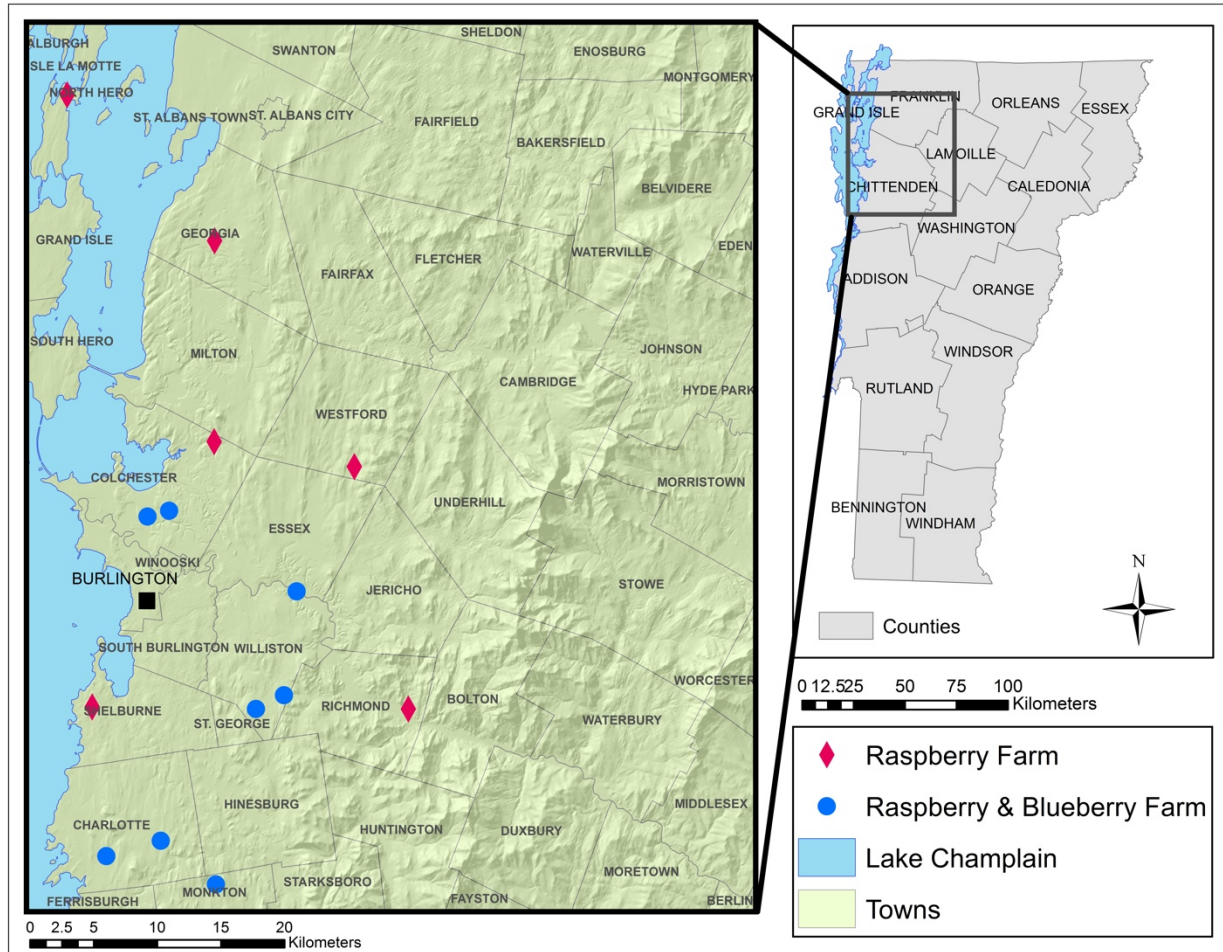 SHELDON
ALBURGH
SWANTON
ENOSBURG
ISLE LA MOTTE
MONTGOMERY
NORTH HERO
ST. ALBANS TOWN
ST. ALBANS CITY
FAIRFIELD
BAKERSFIELD
BELVIDERE
GEORGIA
GRAND ISLE
FLETCHER
WATERVILLE
EDEN
FAIRFAX
SOUTH HERO
MILTON
JOHNSON
CAMBRIDGE
HYDE PARK
WESTFORD
COLCHESTER
MORRISTOWN
UNDERHILL
ESSEX
WINOOSKI
BURLINGTON
JERICHO
STOWE
SOUTH BURLINGTON
WILLISTON
WORCESTER
SHELBURNE
ST. GEORGE
RICHMOND
BOLTON
WATERBURY
HINESBURG
MIDDLESEX
CHARLOTTE
HUNTINGTON
DUXBURY
MORETOWN
STARKSBORO
MONKTON
FERRISBURGH
FAYSTON
BERLIN
0 2.5 5 10 15 20
Kilometers
FRANKLIN
ORLEANS
ESSEX
GRAND ISLE
LAMOILLE
CHITTENDEN
CALEDONIA
WASHINGTON
ADDISON
ORANGE
WINDSOR
RUTLAND
BENNINGTON
WINDHAM
N
Counties
0 12.5 25 50 75 100
Kilometers
Raspberry Farm
Raspberry & Blueberry Farm
Lake Champlain
Towns